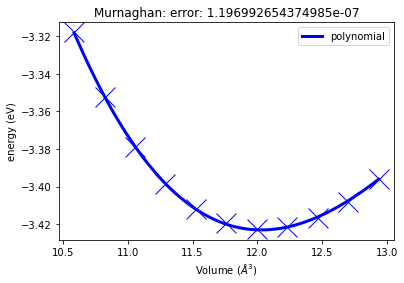 Murnaghan: error: 1.196992654374985e-07
polynomial
energy (eV)
−3.32
−3.34
−3.36
−3.38
−3.40
−3.42
10.5 11.0 11.5 12.0 12.5 13.0
Volume (Å³)